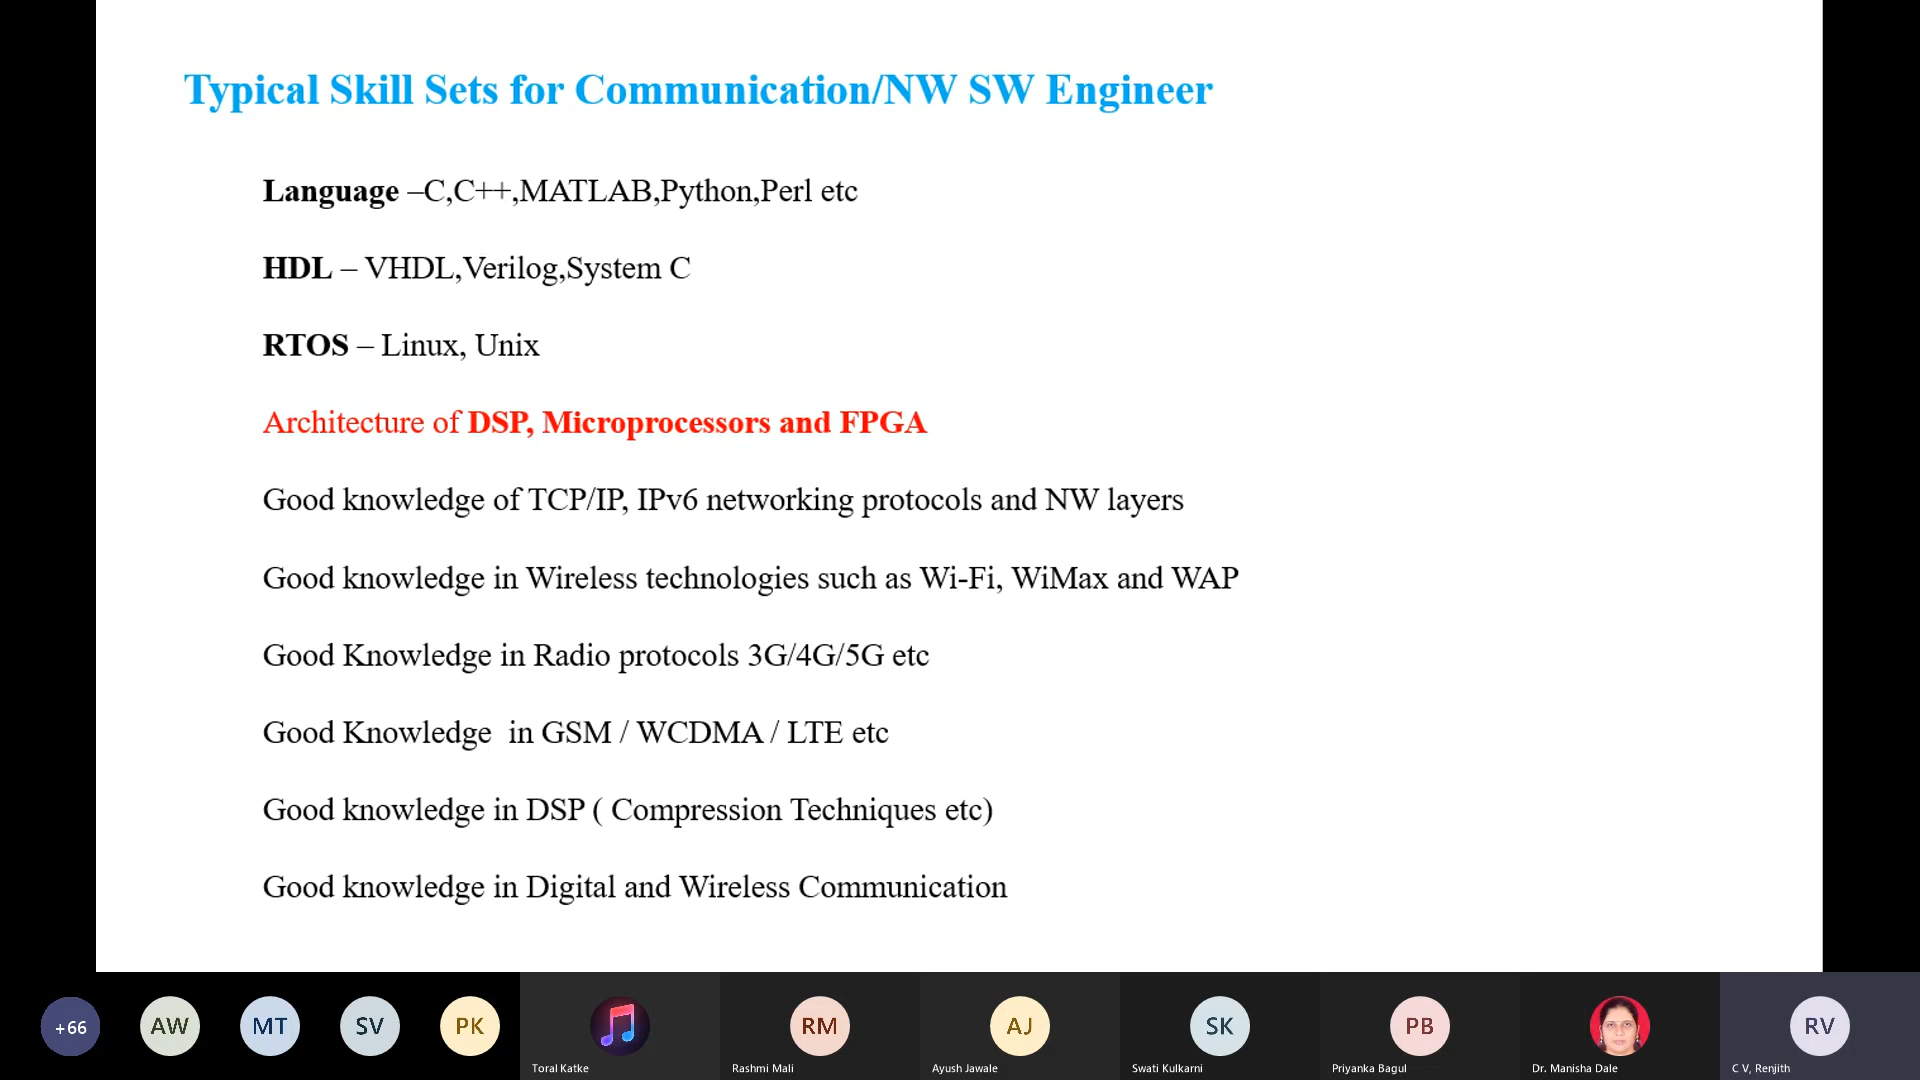 Typical Skill Sets for Communication/NW SW Engineer
Language –C,C++,MATLAB,Python,Perl etc
HDL – VHDL,Verilog,System C
RTOS – Linux, Unix
Architecture of DSP, Microprocessors and FPGA
Good knowledge of TCP/IP, IPv6 networking protocols and NW layers
Good knowledge in Wireless technologies such as Wi-Fi, WiMax and WAP
Good Knowledge in Radio protocols 3G/4G/5G etc
Good Knowledge  in GSM / WCDMA / LTE etc
Good knowledge in DSP ( Compression Techniques etc)
Good knowledge in Digital and Wireless Communication
+66
AW
MT
SV
PK
RM
AJ
SK
PB
RV
Toral Katke
Rashmi Mali
Ayush Jawale
Swati Kulkarni
Priyanka Bagul
Dr. Manisha Dale
C V, Renjith